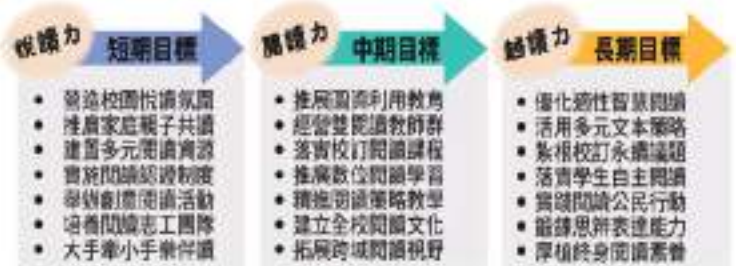 悅讀力 短期目標
• 營造校園悅讀氛圍
• 推廣家庭親子共讀
• 建置多元閱讀資源
• 實施閱讀認證制度
• 舉辦創意閱讀活動
• 培養閱讀志工團隊
• 大手牽小手樂伴讀
閱讀力 中期目標
• 推展圖資利用教育
• 經營雙閱讀教師群
• 落實校訂閱讀課程
• 推廣數位閱讀學習
• 精進閱讀策略教學
• 建立全校閱讀文化
• 拓展跨域閱讀視野
越讀力 長期目標
• 優化適性智慧閱讀
• 活用多元文本策略
• 紮根校訂永續議題
• 落實學生自主閱讀
• 實踐閱讀公民行動
• 鍛鍊思辨表達能力
• 厚植終身閱讀素養